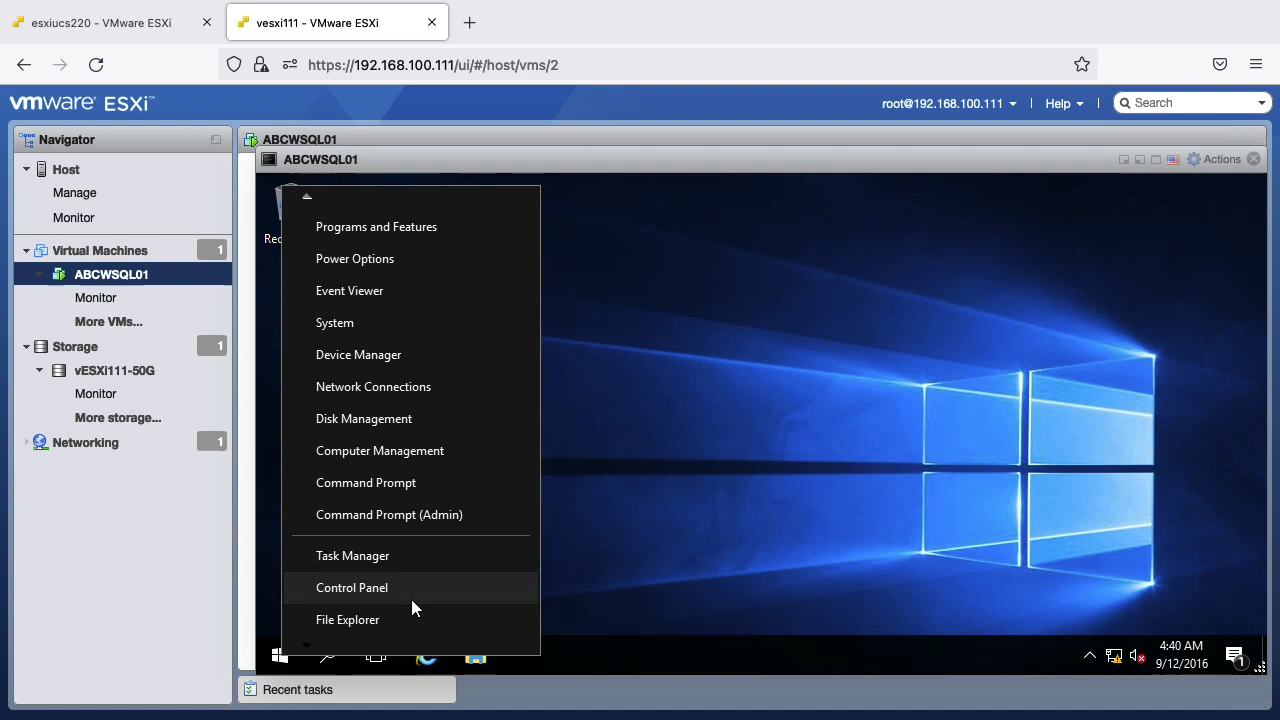 esxiucs220 - VMware ESXi
vesxi111 - VMware ESXi
https://192.168.100.111/ui/#/host/vms/2
vmware ESXi™
root@192.168.100.111
Help
Search
Navigator
Host
Manage
Monitor
Virtual Machines 1
ABCWSQL01
Monitor
More VMs...
Storage 1
vESXi111-50G
Monitor
More storage...
Networking 1
ABCWSQL01
ABCWSQL01
Actions
Programs and Features
Power Options
Event Viewer
System
Device Manager
Network Connections
Disk Management
Computer Management
Command Prompt
Command Prompt (Admin)
Task Manager
Control Panel
File Explorer
4:40 AM
9/12/2016
1
Recent tasks